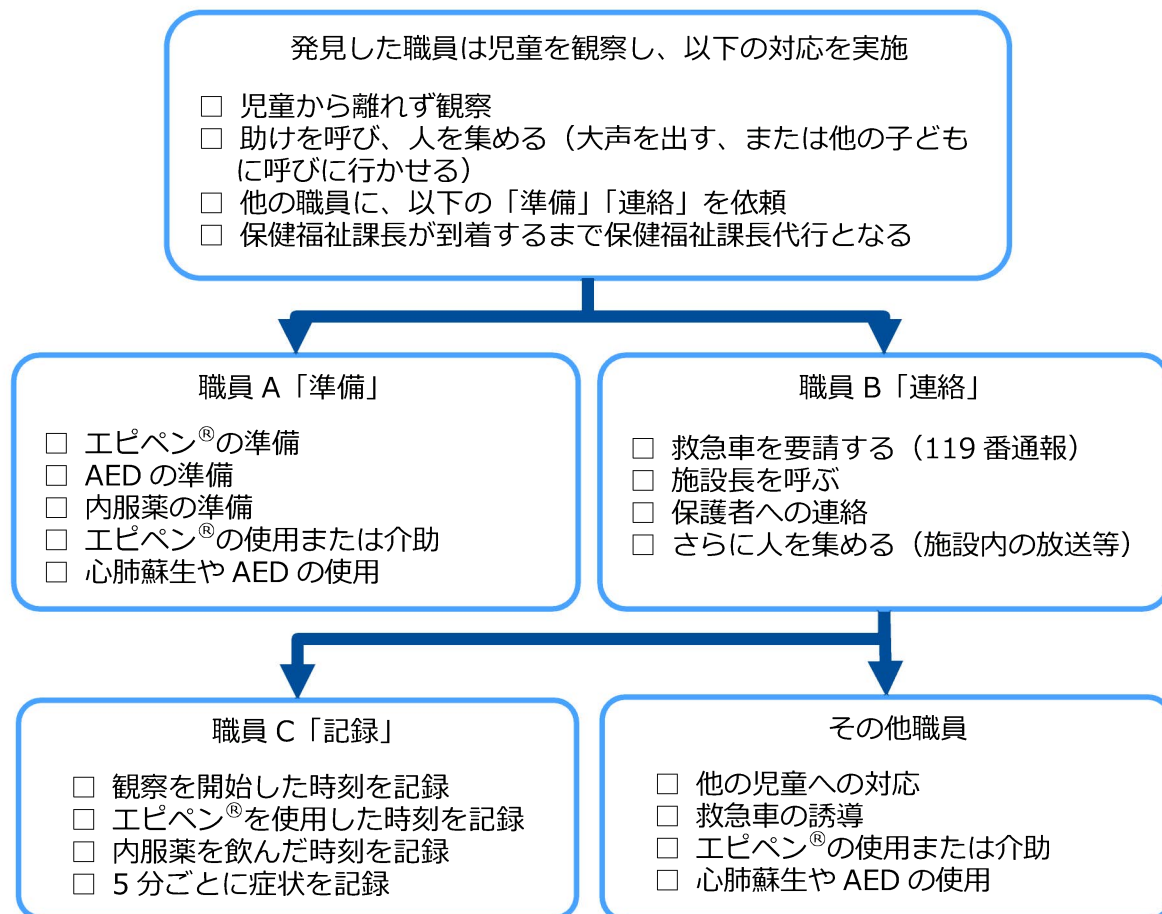 発見した職員は児童を観察し、以下の対応を実施
□ 児童から離れず観察
□ 助けを呼び、人を集める（大声を出す、または他の子ども
に呼びに行かせる）
□ 他の職員に、以下の「準備」「連絡」を依頼
□ 保健福祉課長が到着するまで保健福祉課長代行となる
職員 A「準備」
□ エピペン®の準備
□ AED の準備
□ 内服薬の準備
□ エピペン®の使用または介助
□ 心肺蘇生や AED の使用
職員 B「連絡」
□ 救急車を要請する（119 番通報）
□ 施設長を呼ぶ
□ 保護者への連絡
□ さらに人を集める（施設内の放送等）
職員 C「記録」
□ 観察を開始した時刻を記録
□ エピペン®を使用した時刻を記録
□ 内服薬を飲んだ時刻を記録
□ 5 分ごとに症状を記録
その他職員
□ 他の児童への対応
□ 救急車の誘導
□ エピペン®の使用または介助
□ 心肺蘇生や AED の使用